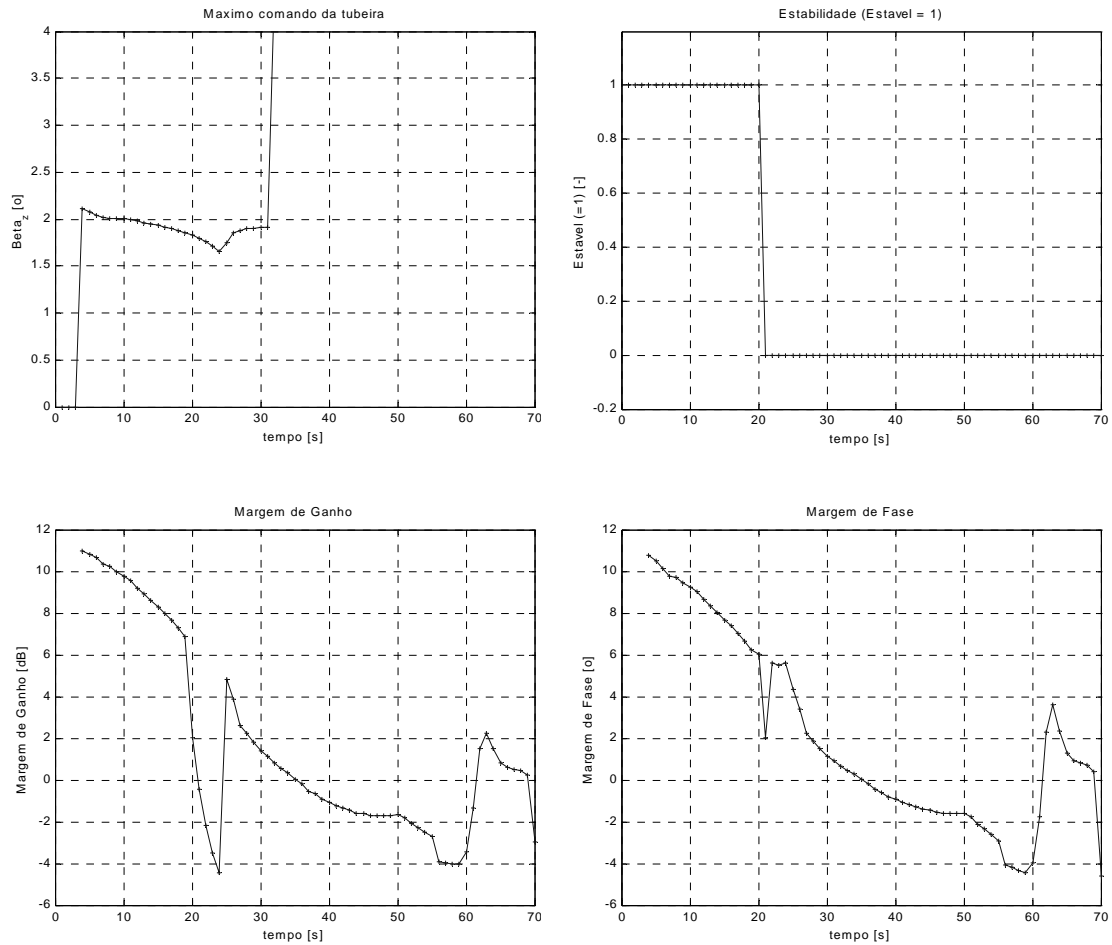 Maximo comando da tubeira
4
3.5
3
2.5
2
1.5
1
0.5
0
Beta_z [o]
0 10 20 30 40 50 60 70
tempo [s]
Estabilidade (Estavel = 1)
1
0.8
0.6
0.4
0.2
0
-0.2
Estavel (=1) [-]
0 10 20 30 40 50 60 70
tempo [s]
Margem de Ganho
12
10
8
6
4
2
0
-2
-4
-6
Margem de Ganho [dB]
0 10 20 30 40 50 60 70
tempo [s]
Margem de Fase
12
10
8
6
4
2
0
-2
-4
-6
Margem de Fase [o]
0 10 20 30 40 50 60 70
tempo [s]